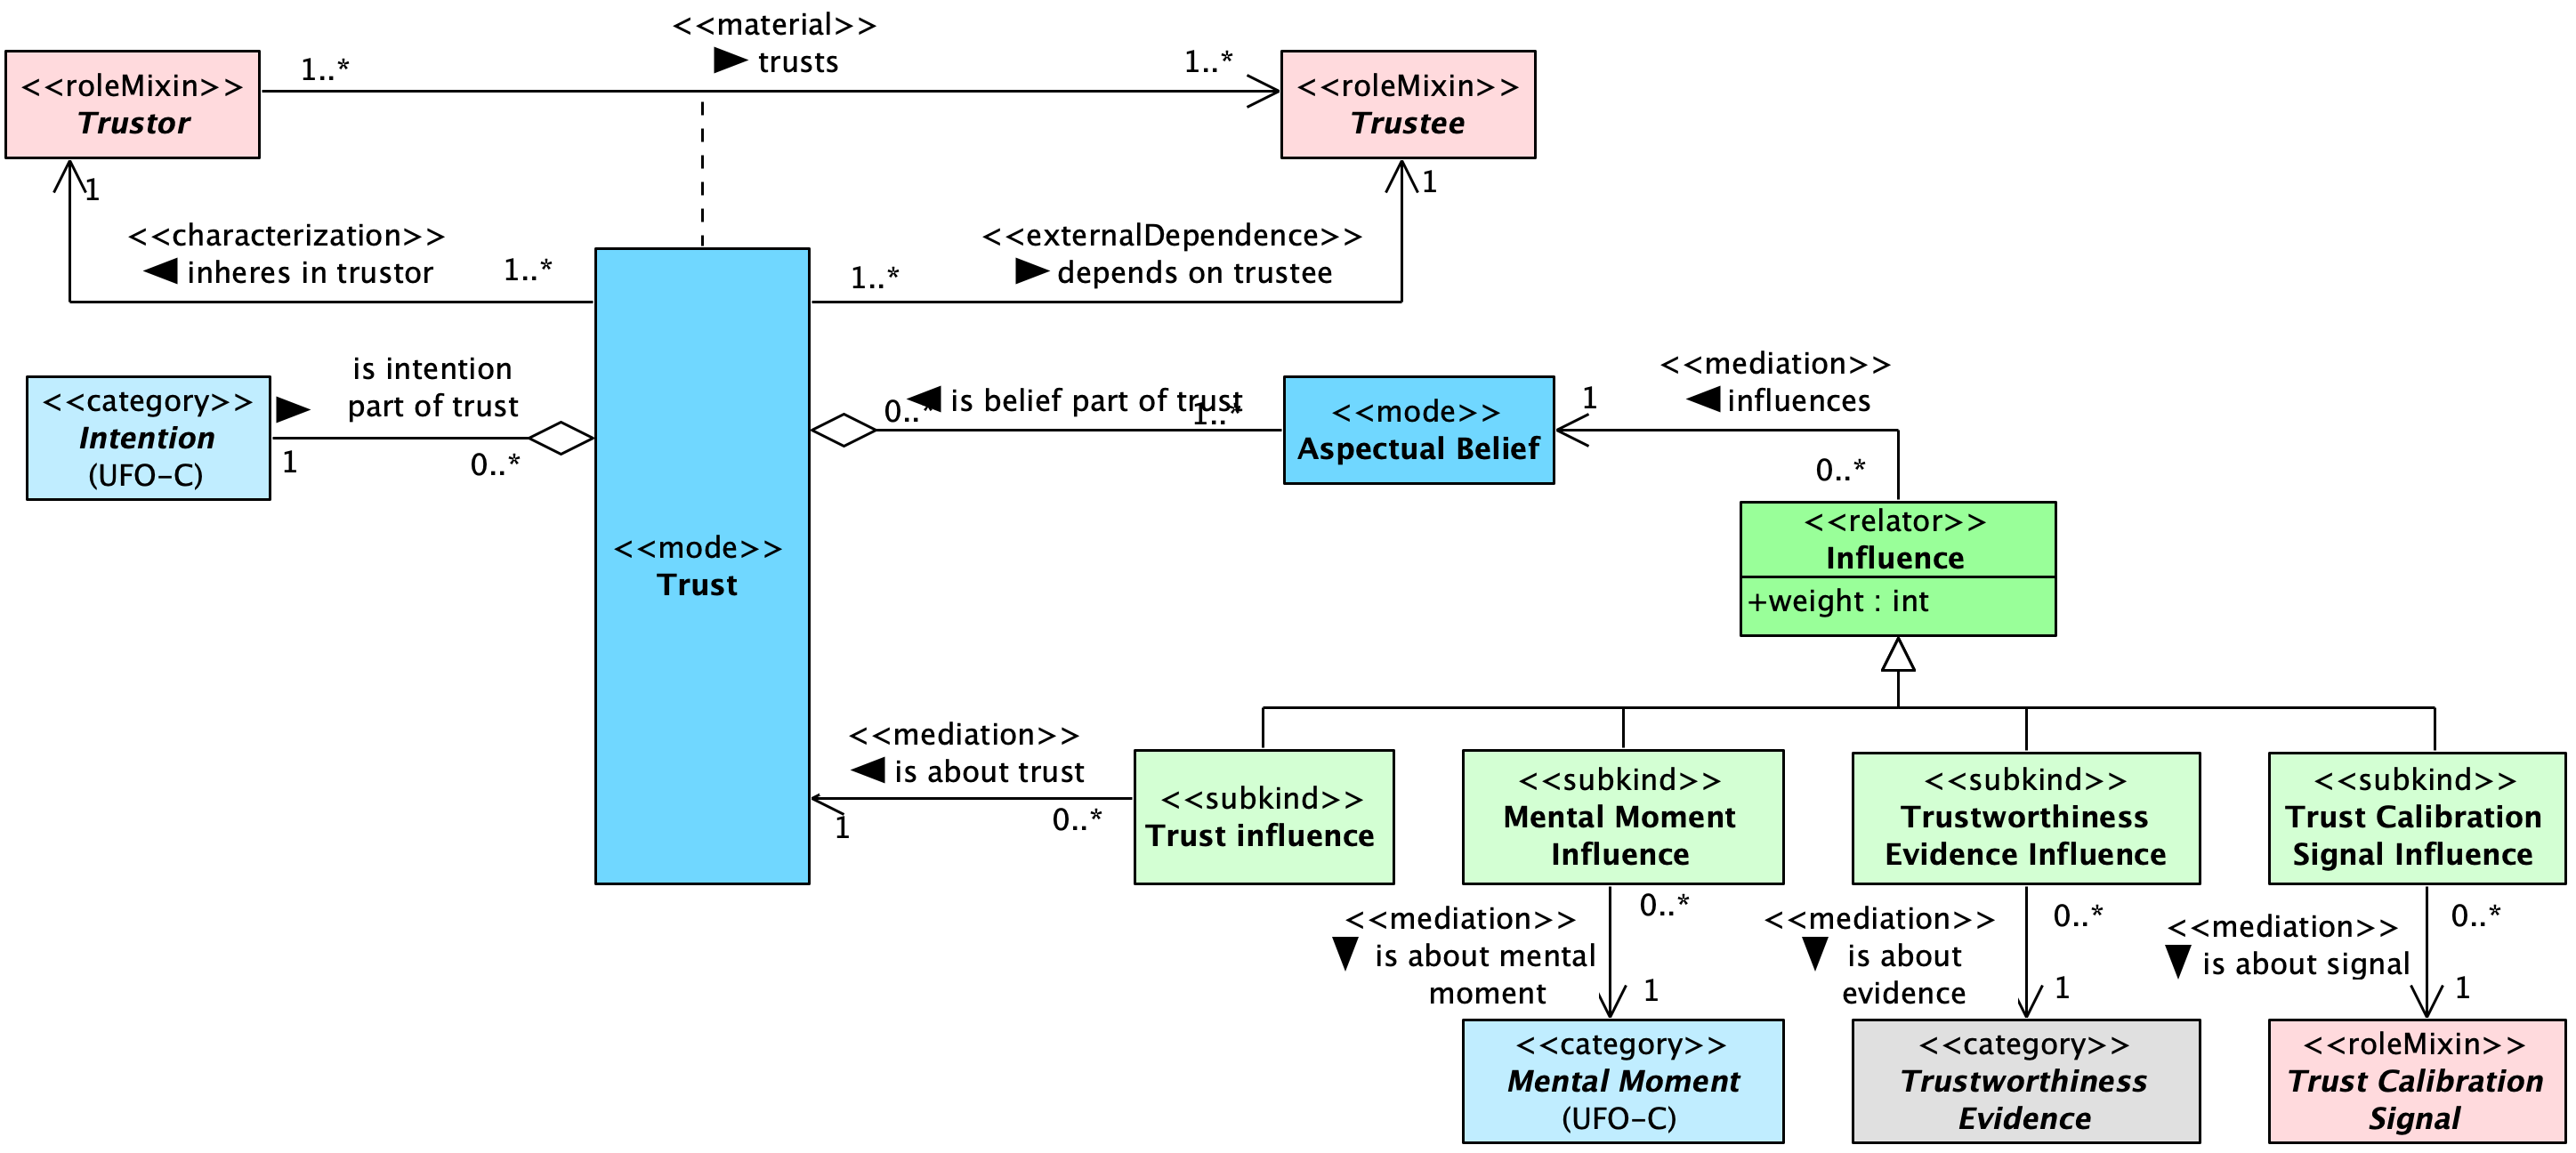 <<material>>
trusts
1..*
1..*
<<roleMixin>>
Trustor
<<roleMixin>>
Trustee
1
1
<<characterization>>
inheres in trustor
1..*
<<externalDependence>>
depends on trustee
1..*
<<category>>
Intention
(UFO-C)
is intention
part of trust
1
0..*
<<mode>>
Trust
0..*
is belief part of trust
1..*
<<mode>>
Aspectual Belief
<<mediation>>
influences
1
0..*
<<relator>>
Influence
+weight : int
<<mediation>>
is about trust
1
0..*
<<subkind>>
Trust influence
<<subkind>>
Mental Moment
Influence
<<subkind>>
Trustworthiness
Evidence Influence
<<subkind>>
Trust Calibration
Signal Influence
<<mediation>>
is about mental
moment
0..*
1
<<mediation>>
is about
evidence
0..*
1
<<mediation>>
is about signal
0..*
1
<<category>>
Mental Moment
(UFO-C)
<<category>>
Trustworthiness
Evidence
<<roleMixin>>
Trust Calibration
Signal